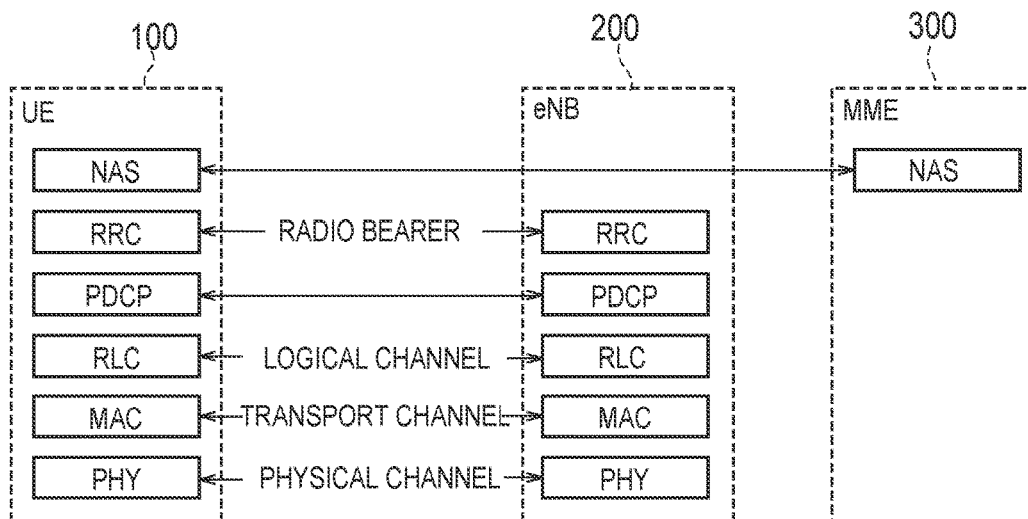 100 200 300
UE eNB MME
NAS NAS
RRC RADIO BEARER RRC
PDCP PDCP
RLC LOGICAL CHANNEL RLC
MAC TRANSPORT CHANNEL MAC
PHY PHYSICAL CHANNEL PHY